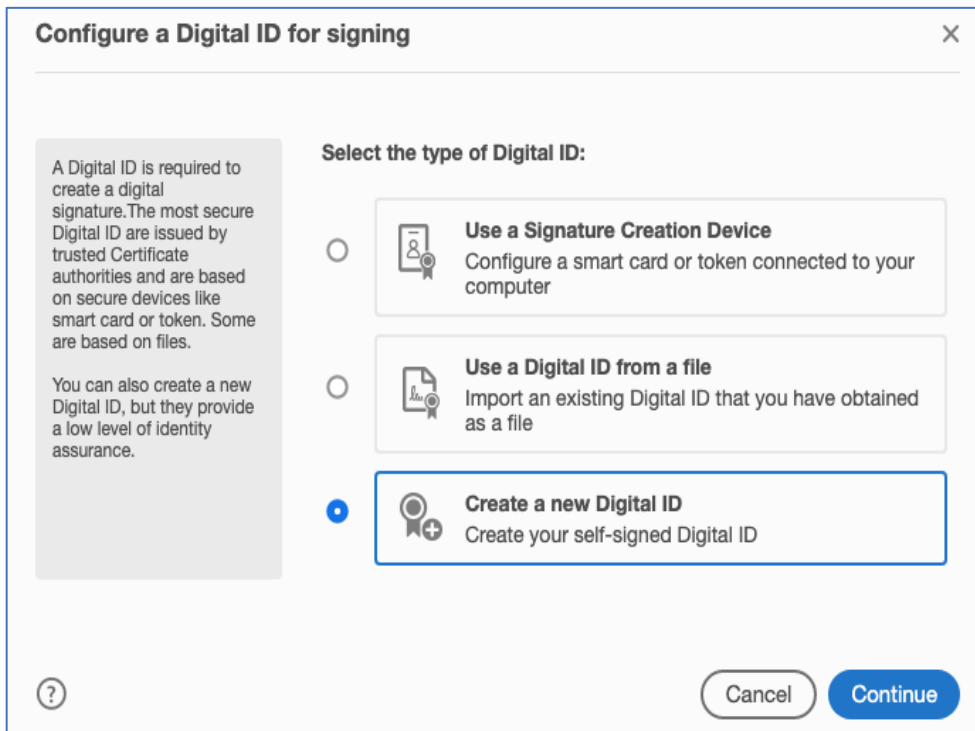 Configure a Digital ID for signing
A Digital ID is required to
create a digital
signature.The most secure
Digital ID are issued by
trusted Certificate
authorities and are based
on secure devices like
smart card or token. Some
are based on files.
You can also create a new
Digital ID, but they provide
a low level of identity
assurance.
Select the type of Digital ID:
Use a Signature Creation Device
Configure a smart card or token connected to your
computer
Use a Digital ID from a file
Import an existing Digital ID that you have obtained
as a file
Create a new Digital ID
Create your self-signed Digital ID
?
Cancel
Continue